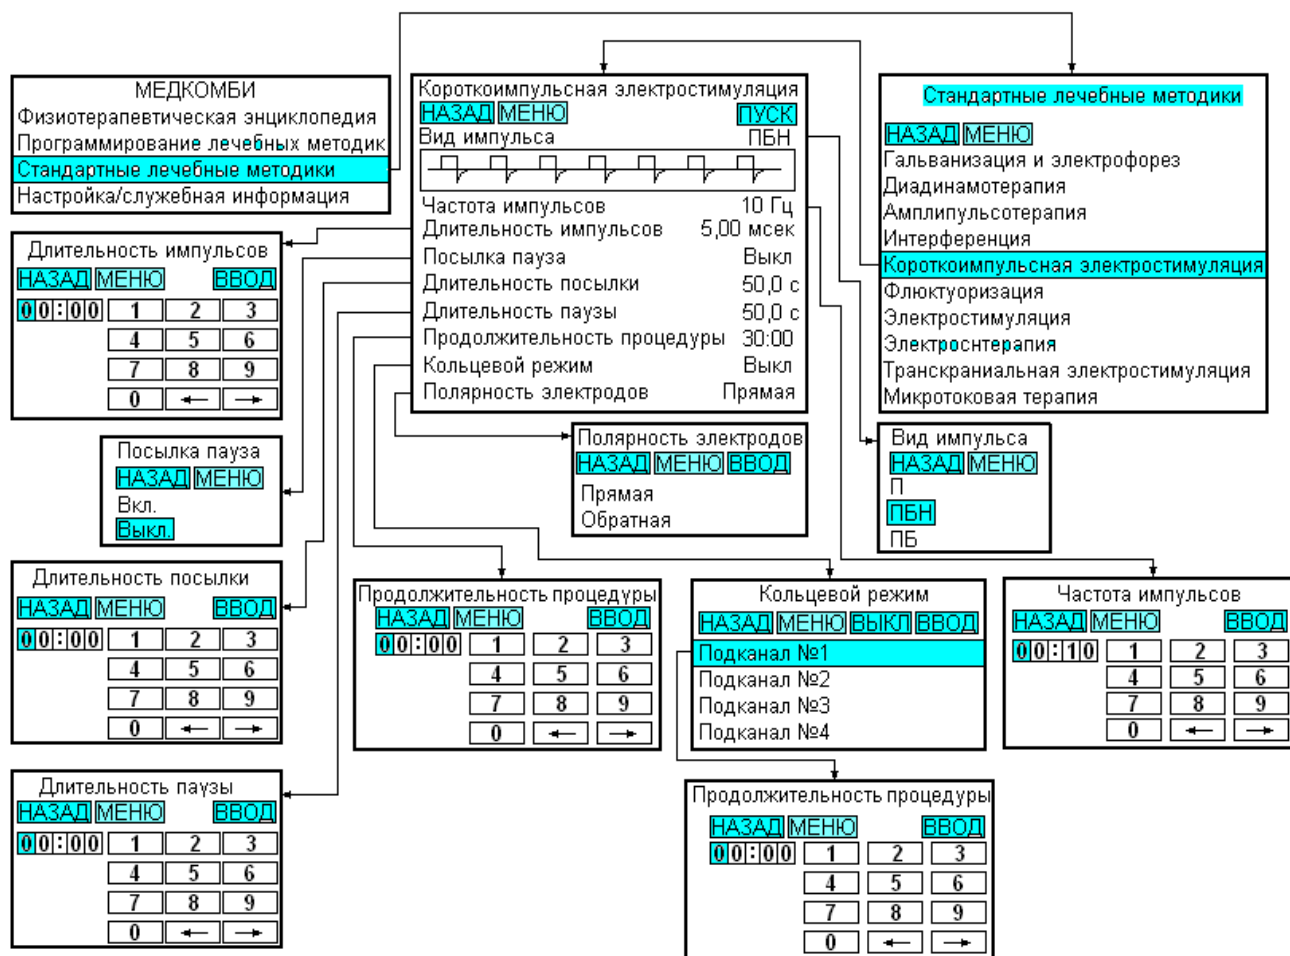 МЕДКОМБИ
Физиотерапевтическая энциклопедия
Программирование лечебных методик
Стандартные лечебные методики
Настройка/служебная информация
Короткоимпульсная электростимуляция
НАЗАД МЕНЮ ПУСК
Вид импульса ПБН
Частота импульсов 10 Гц
Длительность импульсов 5,00 мсек
Посылка пауза Выкл
Длительность посылки 50,0 с
Длительность паузы 50,0 с
Продолжительность процедуры 30:00
Кольцевой режим Выкл
Полярность электродов Прямая
Стандартные лечебные методики
НАЗАД МЕНЮ
Гальванизация и электрофорез
Диадинамотерапия
Амплипульсотерапия
Интерференция
Короткоимпульсная электростимуляция
Флюктуоризация
Электростимуляция
Электроснтерапия
Транскраниальная электростимуляция
Микротоковая терапия
Длительность импульсов
НАЗАД МЕНЮ ВВОД
00:00 1 2 3
4 5 6
7 8 9
0 ← →
Посылка пауза
НАЗАД МЕНЮ
Вкл.
Выкл.
Полярность электродов
НАЗАД МЕНЮ ВВОД
Прямая
Обратная
Вид импульса
НАЗАД МЕНЮ
П
ПБН
ПБ
Длительность посылки
НАЗАД МЕНЮ ВВОД
00:00 1 2 3
4 5 6
7 8 9
0 ← →
Продолжительность процедуры
НАЗАД МЕНЮ ВВОД
00:00 1 2 3
4 5 6
7 8 9
0 ← →
Кольцевой режим
НАЗАД МЕНЮ ВЫКЛ ВВОД
Подканал №1
Подканал №2
Подканал №3
Подканал №4
Частота импульсов
НАЗАД МЕНЮ ВВОД
00:10 1 2 3
4 5 6
7 8 9
0 ← →
Длительность паузы
НАЗАД МЕНЮ ВВОД
00:00 1 2 3
4 5 6
7 8 9
0 ← →
Продолжительность процедуры
НАЗАД МЕНЮ ВВОД
00:00 1 2 3
4 5 6
7 8 9
0 ← →